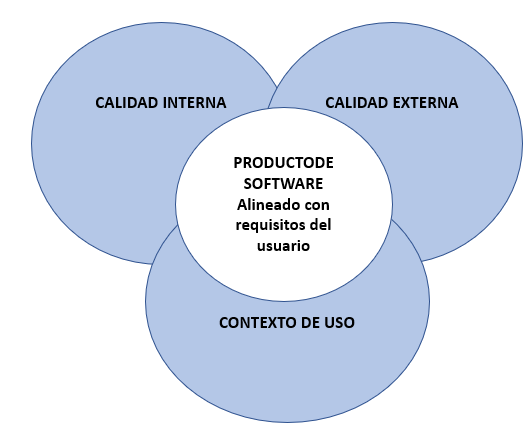 CALIDAD INTERNA
CALIDAD EXTERNA
PRODUCTODE
SOFTWARE
Alineado con
requisitos del
usuario
CONTEXTO DE USO